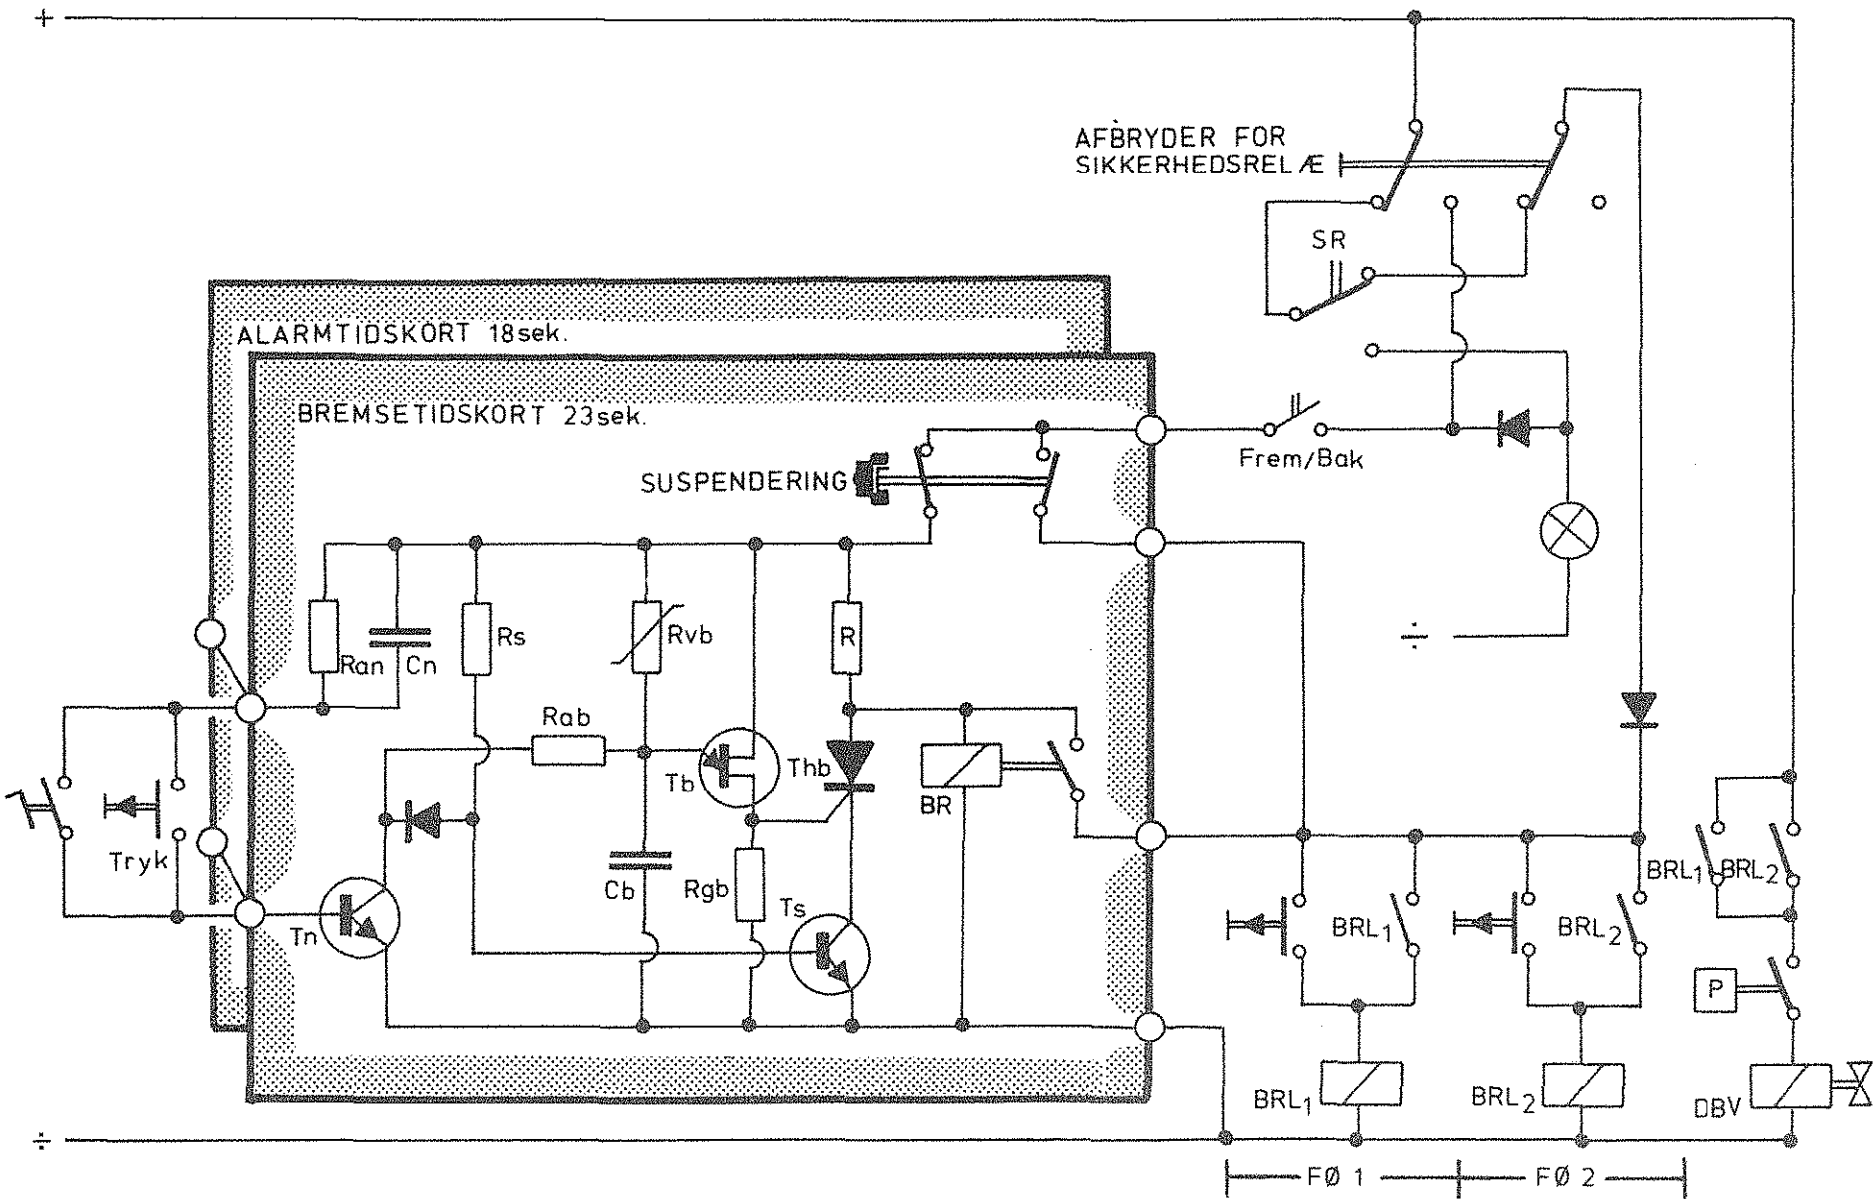 +
AFBRYDER FOR
SIKKERHEDSRELÆ
SR
ALARMTIDSKORT 18sek.
BREMSETIDSKORT 23sek.
Frem/Bak
SUSPENDERING
Ran
Cn
Rs
Rvb
R
÷
Rab
Tb
Thb
BR
Tryk
Cb
Rgb
Ts
Tn
BRL1
BRL2
BRL1
BRL2
P
BRL1
BRL2
DBV
÷
FØ 1
FØ 2